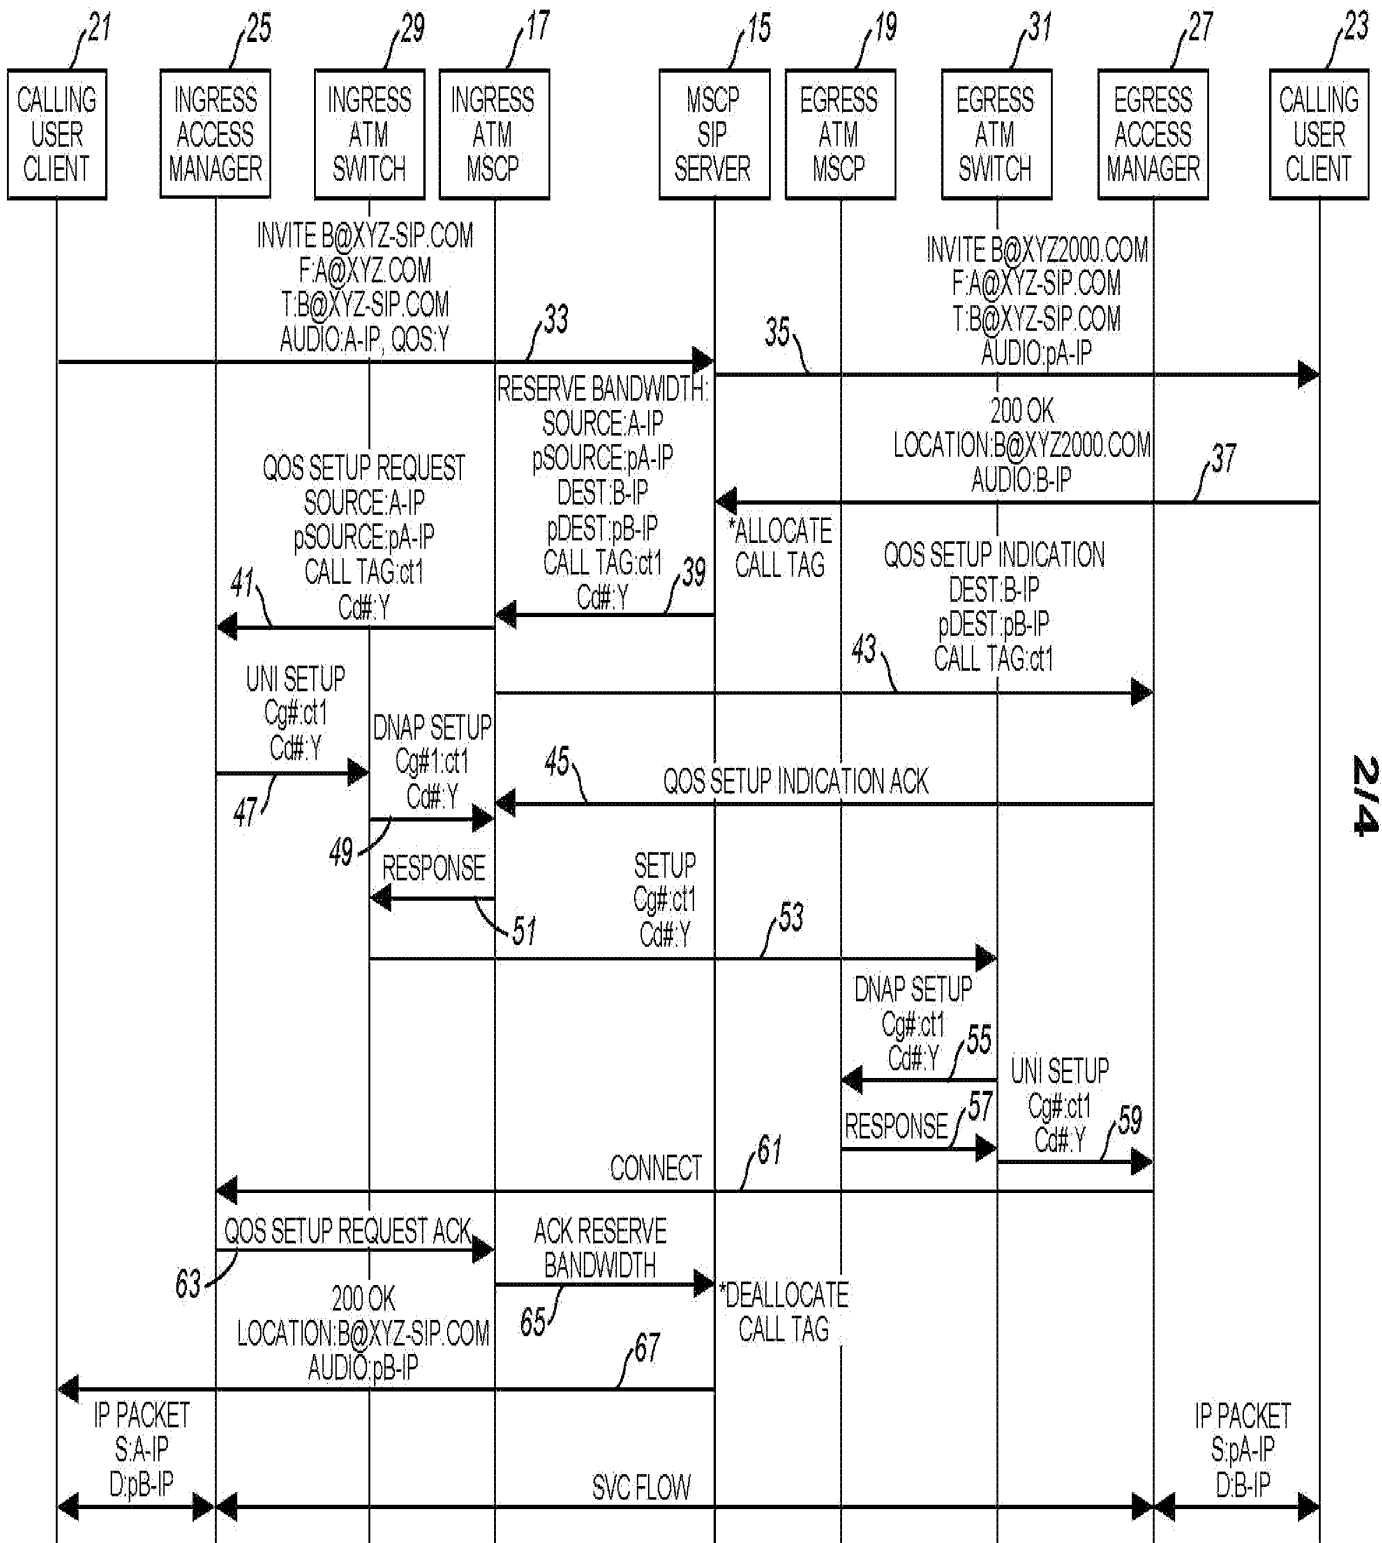 21
25
29
17
15
19
31
27
23
CALLING
USER
CLIENT
INGRESS
ACCESS
MANAGER
INGRESS
ATM
SWITCH
INGRESS
ATM
MSCP
MSCP
SIP
SERVER
EGRESS
ATM
MSCP
EGRESS
ATM
SWITCH
EGRESS
ACCESS
MANAGER
CALLING
USER
CLIENT
INVITE B@XYZ-SIP.COM
F:A@XYZ.COM
T:B@XYZ-SIP.COM
AUDIO:A-IP, QOS:Y
33
INVITE B@XYZ2000.COM
F:A@XYZ-SIP.COM
T:B@XYZ-SIP.COM
AUDIO:pA-IP
35
200 OK
LOCATION:B@XYZ2000.COM
AUDIO:B-IP
37
*ALLOCATE
CALL TAG
RESERVE BANDWIDTH:
SOURCE:A-IP
pSOURCE:pA-IP
DEST:B-IP
pDEST:pB-IP
CALL TAG:ct1
Cd#:Y
39
QOS SETUP REQUEST
SOURCE:A-IP
pSOURCE:pA-IP
CALL TAG:ct1
Cd#:Y
41
QOS SETUP INDICATION
DEST:B-IP
pDEST:pB-IP
CALL TAG:ct1
43
UNI SETUP
Cg#:ct1
Cd#:Y
47
DNAP SETUP
Cg#1:ct1
Cd#:Y
49
45
QOS SETUP INDICATION ACK
RESPONSE
51
SETUP
Cg#:ct1
Cd#:Y
53
DNAP SETUP
Cg#:ct1
Cd#:Y
55
RESPONSE
57
UNI SETUP
Cg#:ct1
Cd#:Y
59
CONNECT
61
QOS SETUP REQUEST ACK
63
ACK RESERVE
BANDWIDTH
65
*DEALLOCATE
CALL TAG
200 OK
LOCATION:B@XYZ-SIP.COM
AUDIO:pB-IP
67
IP PACKET
S:A-IP
D:pB-IP
SVC FLOW
IP PACKET
S:pA-IP
D:B-IP
2/4